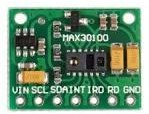 MAX30100
VIN SCL SDA INT IRD RD GND